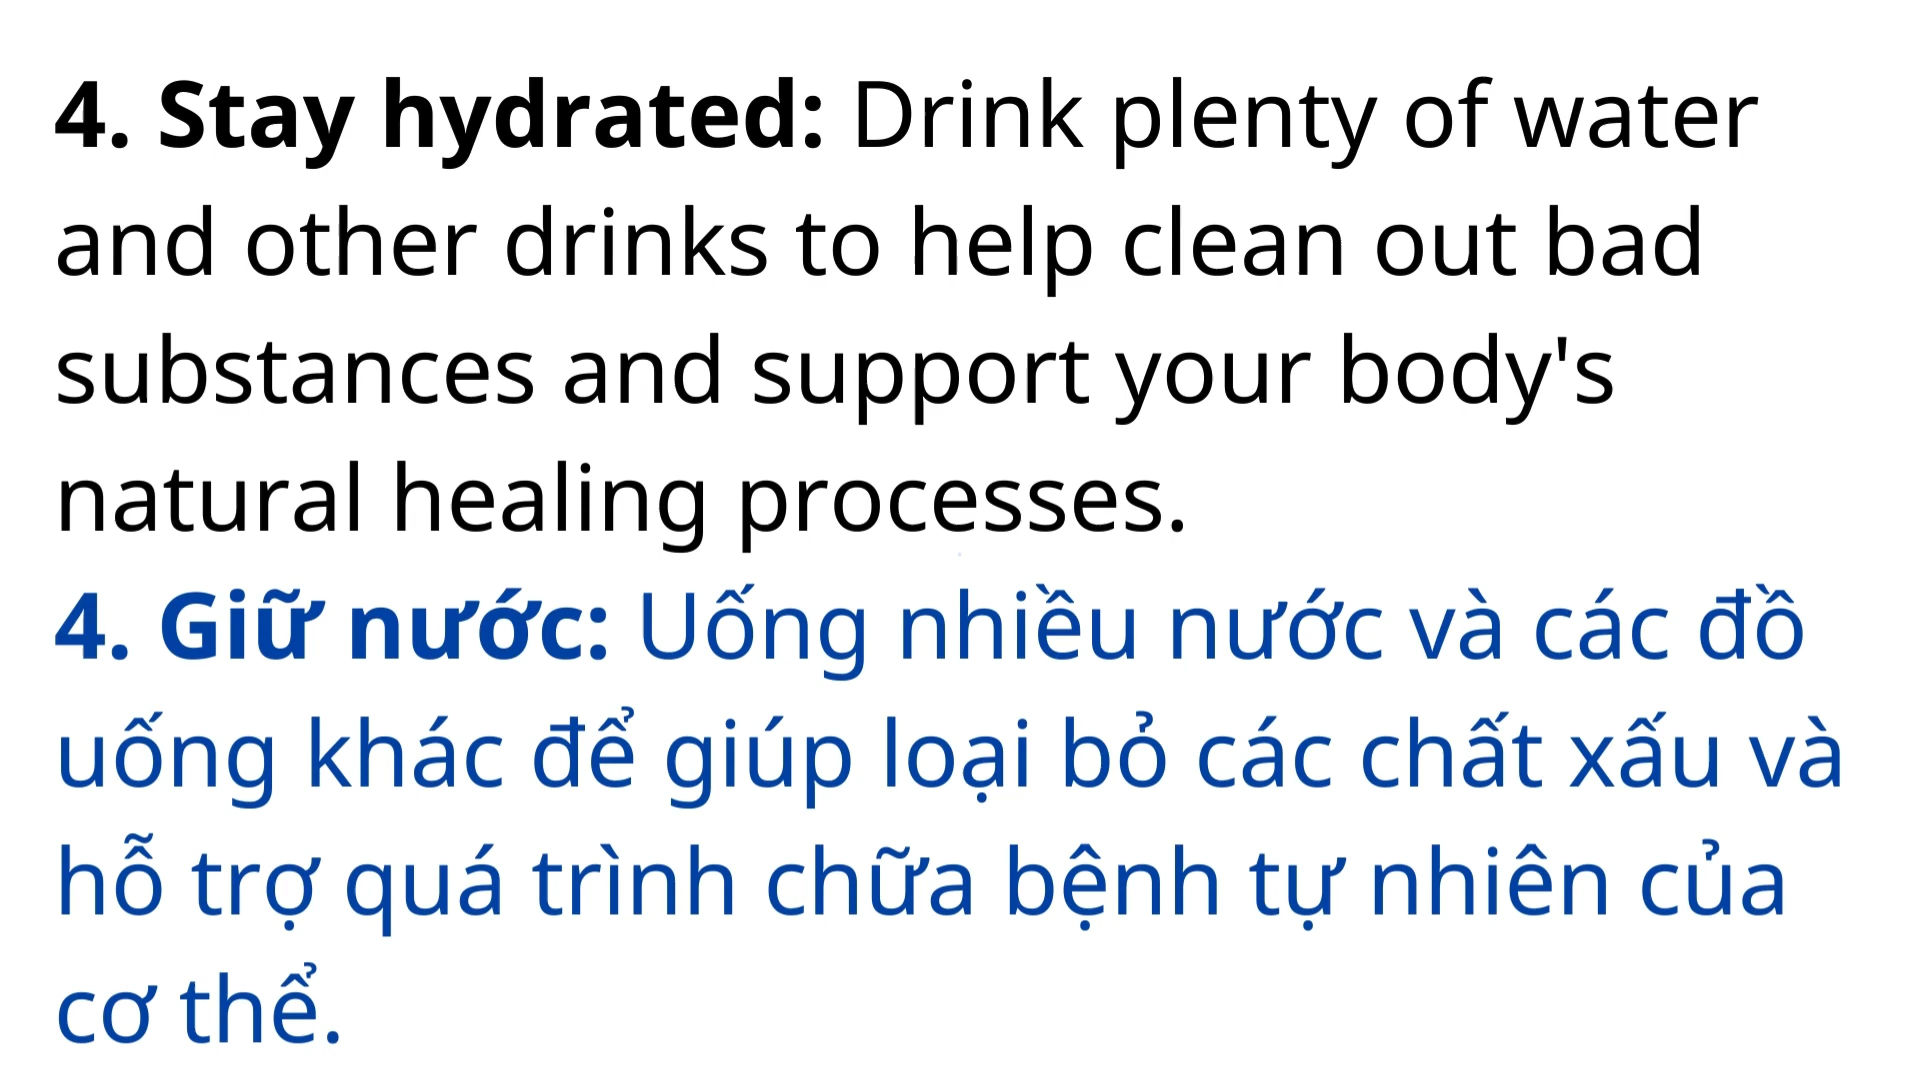 4. Stay hydrated: Drink plenty of water
and other drinks to help clean out bad
substances and support your body's
natural healing processes.
4. Giữ nước: Uống nhiều nước và các đồ
uống khác để giúp loại bỏ các chất xấu và
hỗ trợ quá trình chữa bệnh tự nhiên của
cơ thể.